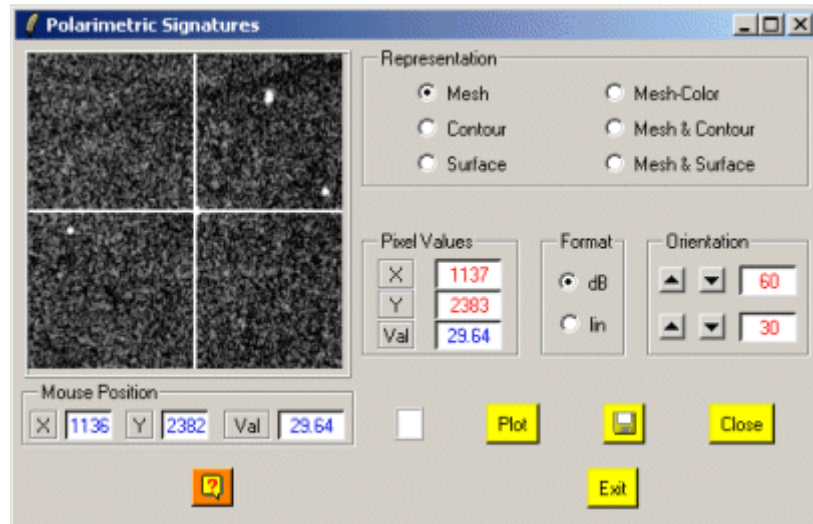 Polarimetric Signatures
Representation
Mesh Mesh-Color
Contour Mesh & Contour
Surface Mesh & Surface
Pixel Values Format Orientation
X 1137 dB 60
Y 2383
Val 29.64 lin 30
Mouse Position
X 1136 Y 2382 Val 29.64 Plot Close
? Exit